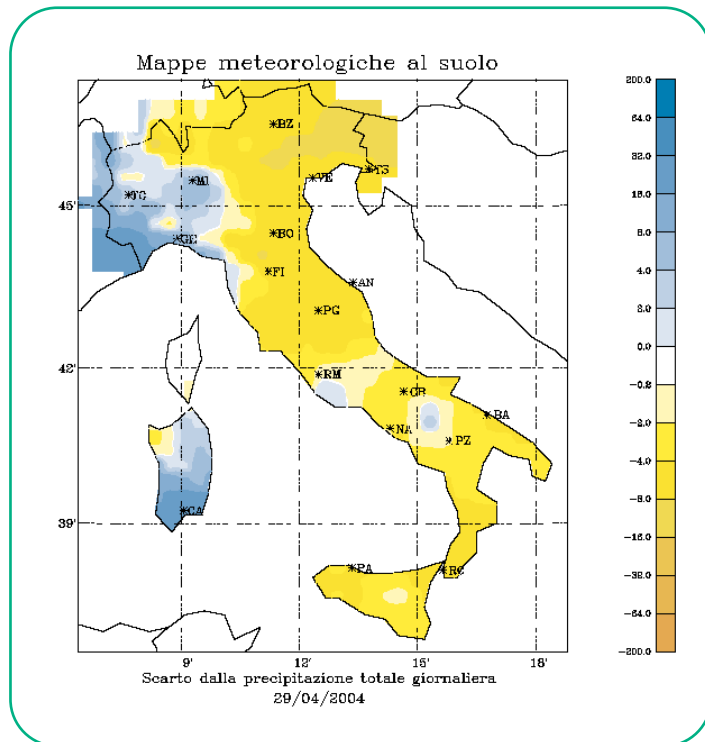 Mappe meteorologiche al suolo
200.0
64.0
32.0
16.0
8.0
4.0
2.0
0.0
-0.8
-2.0
-4.0
-8.0
-16.0
-32.0
-64.0
-200.0
BZ
TS
VE
MI
TO
45'
GE
BO
FI
AN
PG
42'
RM
CB
BA
NA
PZ
39'
CA
PA
RC
9'
12'
15'
18'
Scarto dalla precipitazione totale giornaliera
29/04/2004